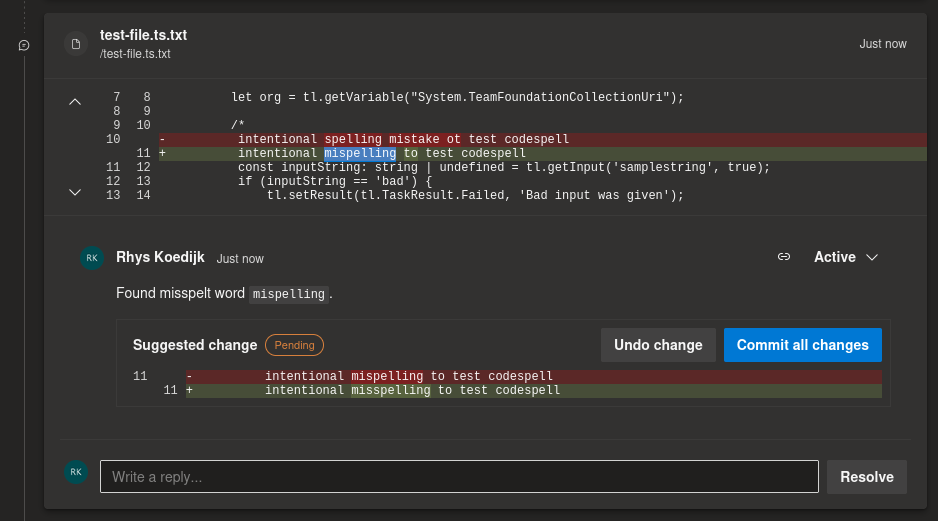 test-file.ts.txt
/test-file.ts.txt
Just now
7 8 let org = tl.getVariable("System.TeamFoundationCollectionUri");
8 9
9 10 /*
10 - intentional spelling mistake ot test codespell
11 + intentional mispelling to test codespell
11 12 const inputString: string | undefined = tl.getInput('samplestring', true);
12 13 if (inputString == 'bad') {
13 14 tl.setResult(tl.TaskResult.Failed, 'Bad input was given');
RK Rhys Koedijk Just now Active
Found misspelt word mispelling.
Suggested change Pending Undo change Commit all changes
11 - intentional mispelling to test codespell
11 + intentional misspelling to test codespell
RK Write a reply... Resolve